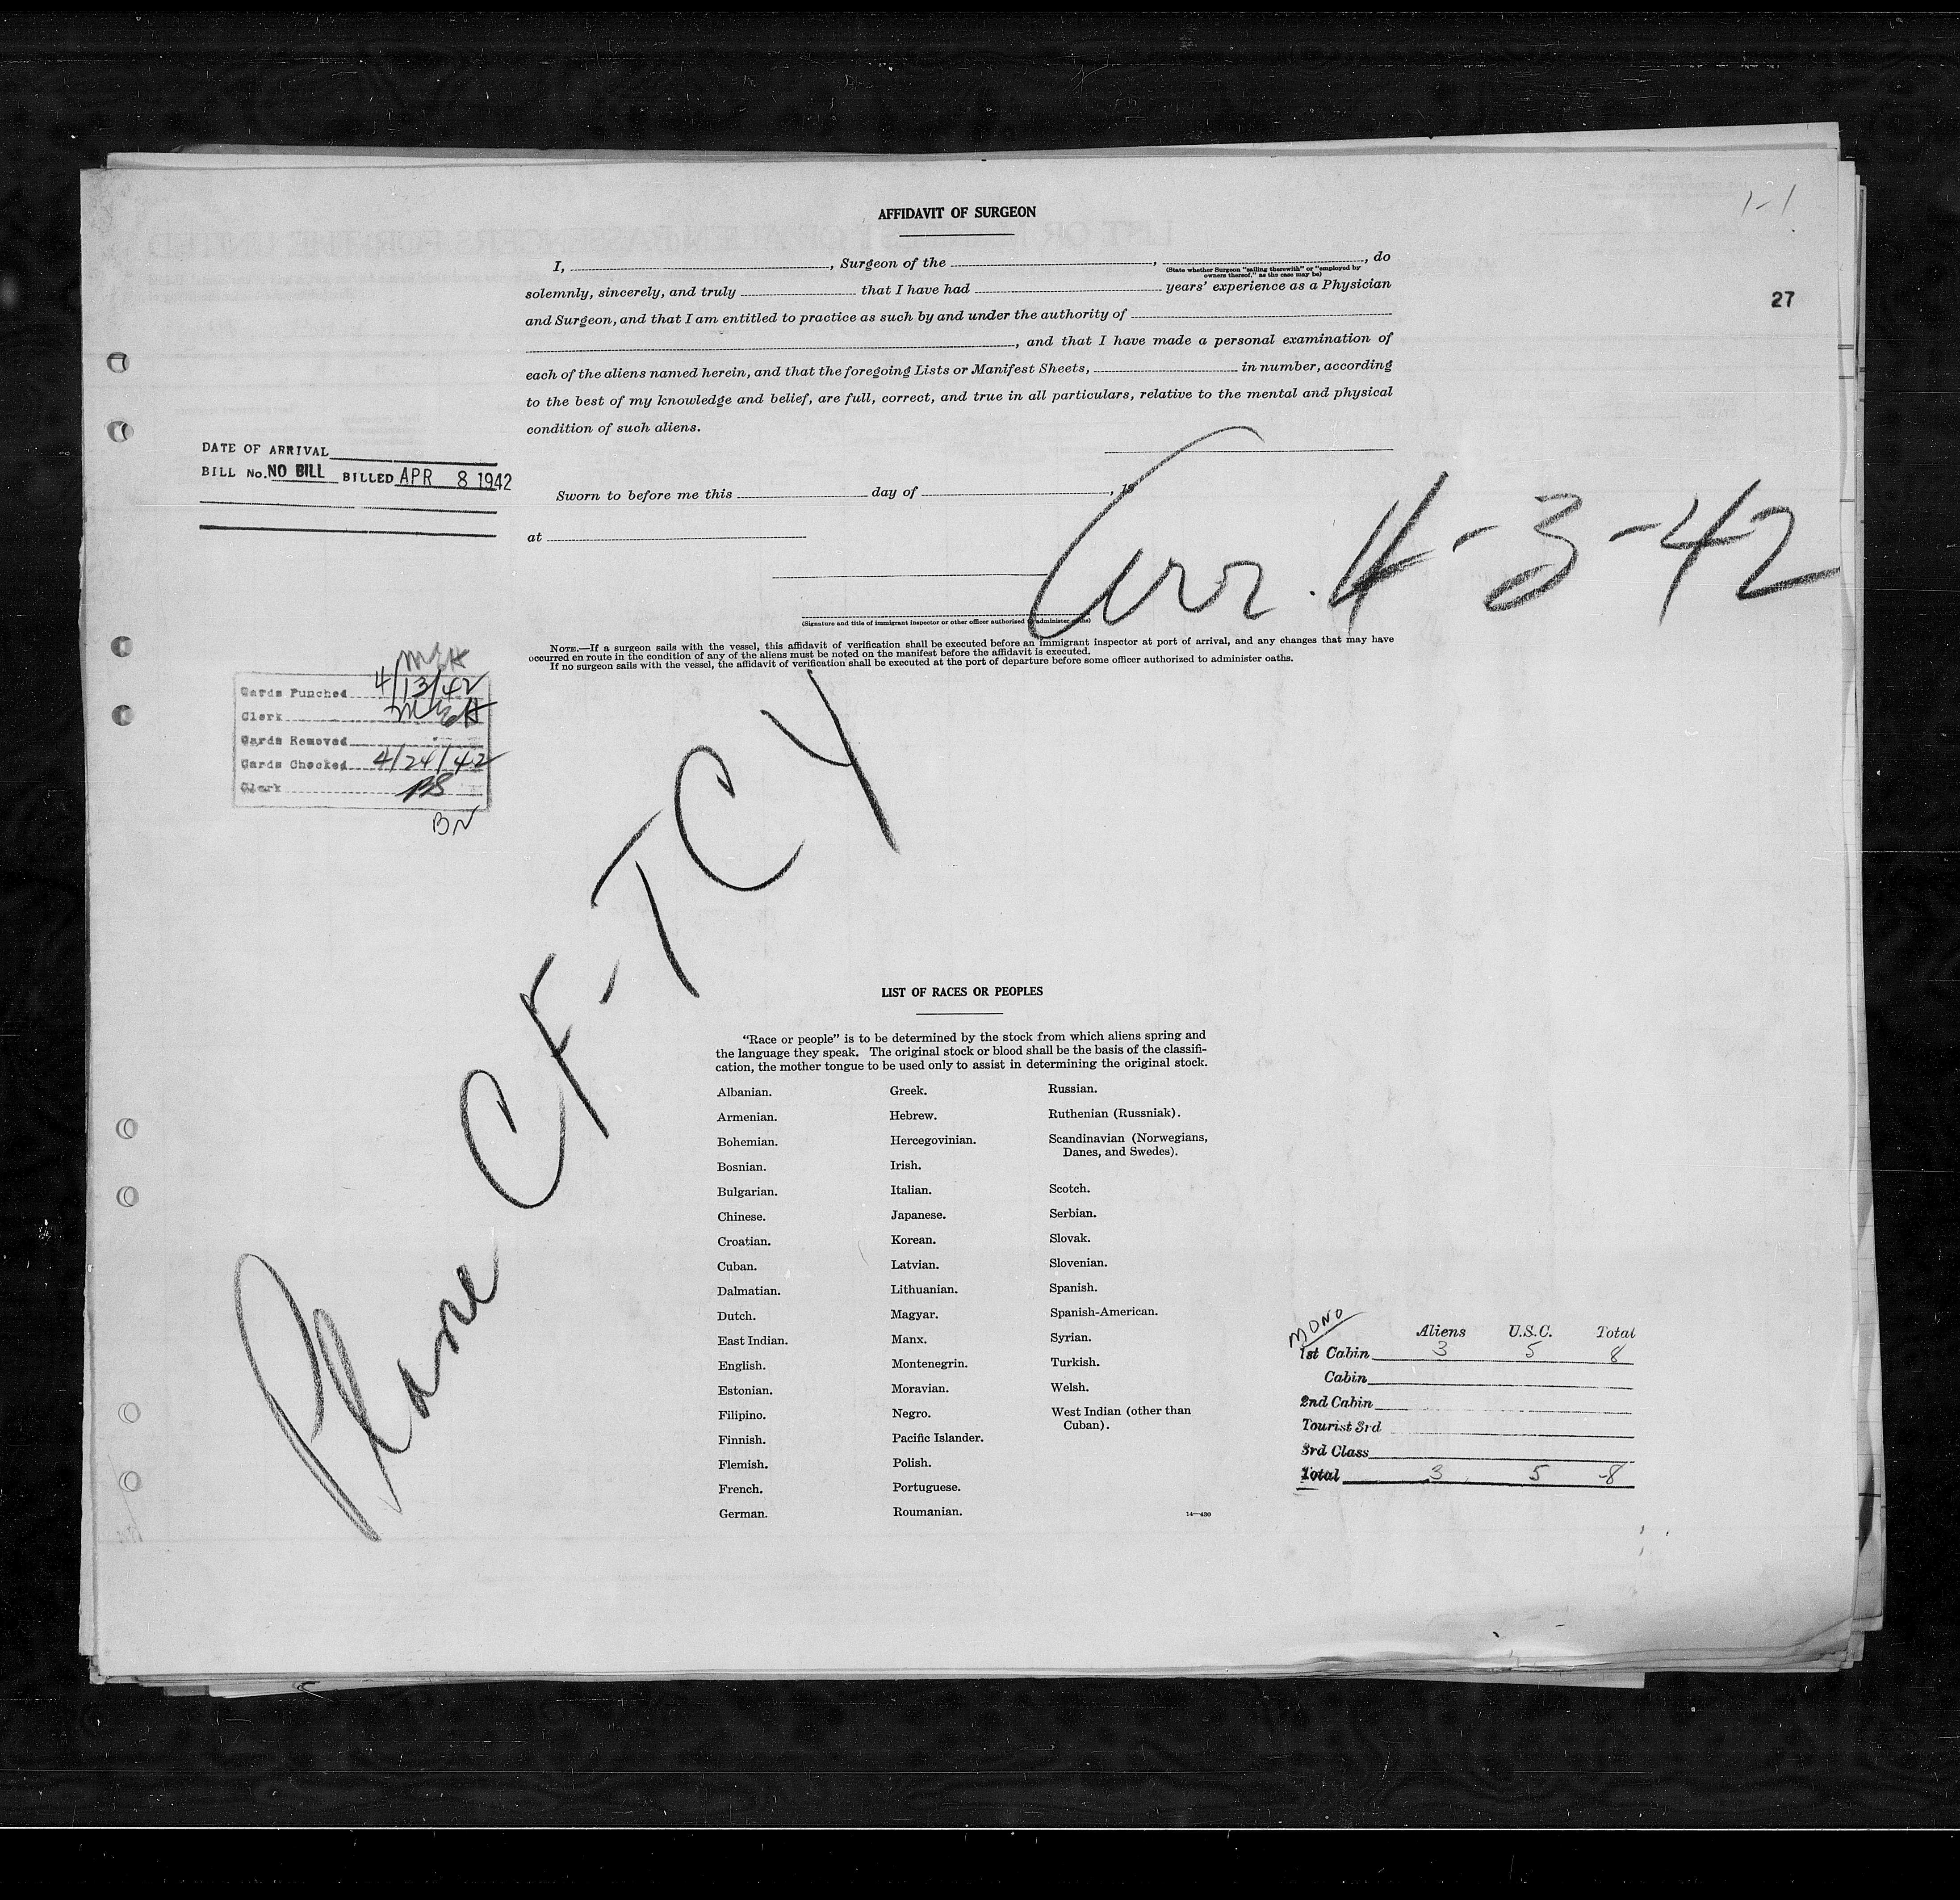 1-1
27
AFFIDAVIT OF SURGEON
I, , Surgeon of the , , do
(State whether Surgeon "sailing therewith" or "employed by
owners thereof," as the case may be)
solemnly, sincerely, and truly that I have had years' experience as a Physician
and Surgeon, and that I am entitled to practice as such by and under the authority of
, and that I have made a personal examination of
each of the aliens named herein, and that the foregoing Lists or Manifest Sheets, in number, according
to the best of my knowledge and belief, are full, correct, and true in all particulars, relative to the mental and physical
condition of such aliens.
DATE OF ARRIVAL
BILL No. NO BILL BILLED APR 8 1942
Sworn to before me this day of , 19
at
Arr. 4-3-42
(Signature and title of immigrant inspector or other officer authorized to administer oaths)
NOTE.—If a surgeon sails with the vessel, this affidavit of verification shall be executed before an immigrant inspector at port of arrival, and any changes that may have
occurred en route in the condition of any of the aliens must be noted on the manifest before the affidavit is executed.
If no surgeon sails with the vessel, the affidavit of verification shall be executed at the port of departure before some officer authorized to administer oaths.
Cards Punched 4/13/42
Clerk
Cards Removed
Cards Checked 4/24/42
Clerk BS
BN
Plane CF-TCY
LIST OF RACES OR PEOPLES
"Race or people" is to be determined by the stock from which aliens spring and
the language they speak. The original stock or blood shall be the basis of the classifi-
cation, the mother tongue to be used only to assist in determining the original stock.
Albanian. Greek. Russian.
Armenian. Hebrew. Ruthenian (Russniak).
Bohemian. Hercegovinian. Scandinavian (Norwegians,
Danes, and Swedes).
Bosnian. Irish.
Bulgarian. Italian. Scotch.
Chinese. Japanese. Serbian.
Croatian. Korean. Slovak.
Cuban. Latvian. Slovenian.
Dalmatian. Lithuanian. Spanish.
Dutch. Magyar. Spanish-American.
East Indian. Manx. Syrian.
English. Montenegrin. Turkish.
Estonian. Moravian. Welsh.
Filipino. Negro. West Indian (other than
Cuban).
Finnish. Pacific Islander.
Flemish. Polish.
French. Portuguese.
German. Roumanian.
14—430
MONO
Aliens U.S.C. Total
1st Cabin 3 5 8
Cabin
2nd Cabin
Tourist 3rd
3rd Class
Total 3 5 8